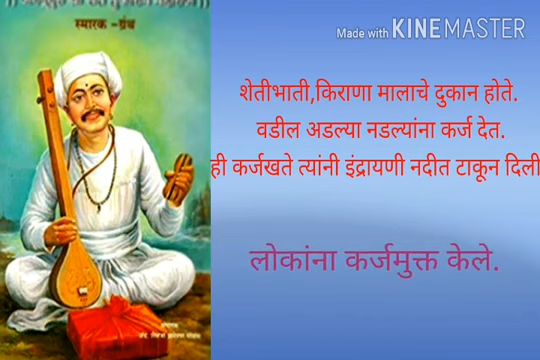 स्मारक -ग्रंथ
Made with KINEMASTER
शेतीभाती,किराणा मालाचे दुकान होते.
वडील अडल्या नडल्यांना कर्ज देत.
ही कर्जखते त्यांनी इंद्रायणी नदीत टाकून दिली
लोकांना कर्जमुक्त केले.